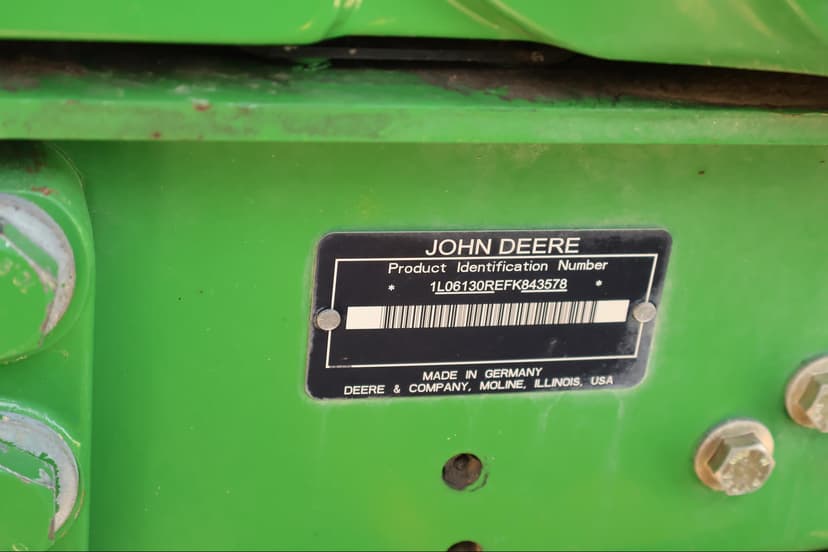 JOHN DEERE
Product Identification Number
* 1L06130REFK843578 *
MADE IN GERMANY
DEERE & COMPANY, MOLINE, ILLINOIS, USA